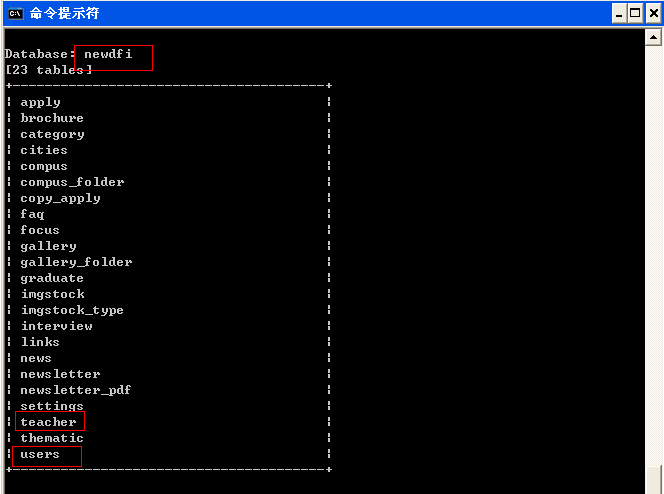 命令提示符
Database: newdfi
[23 tables]
+---------------------------------------+
| apply |
| brochure |
| category |
| cities |
| compus |
| compus_folder |
| copy_apply |
| faq |
| focus |
| gallery |
| gallery_folder |
| graduate |
| imgstock |
| imgstock_type |
| interview |
| links |
| news |
| newsletter |
| newsletter_pdf |
| settings |
| teacher |
| thematic |
| users |
+---------------------------------------+